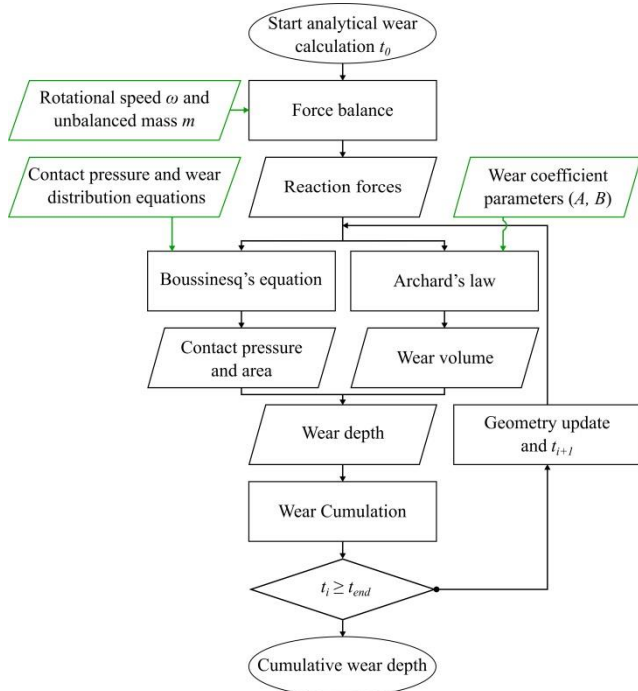 Start analytical wear
calculation t₀
Rotational speed ω and
unbalanced mass m
Force balance
Contact pressure and wear
distribution equations
Reaction forces
Wear coefficient
parameters (A, B)
Boussinesq's equation
Archard's law
Contact pressure
and area
Wear volume
Wear depth
Geometry update
and tᵢ₊₁
Wear Cumulation
tᵢ ≥ tₑₙd
Cumulative wear depth